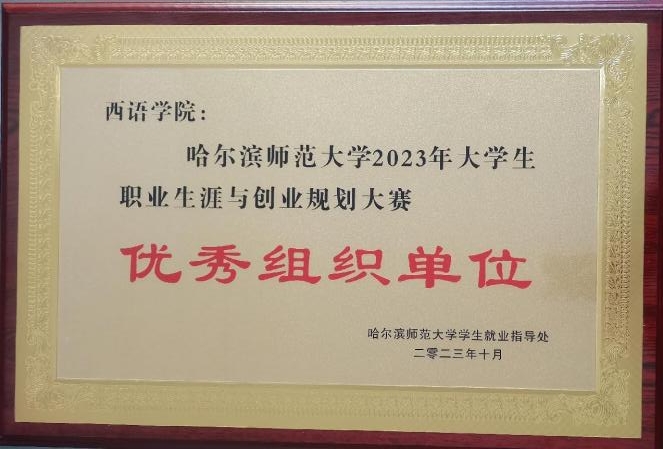 西语学院：
哈尔滨师范大学2023年大学生
职业生涯与创业规划大赛
优秀组织单位
哈尔滨师范大学学生就业指导处
二零二三年十月